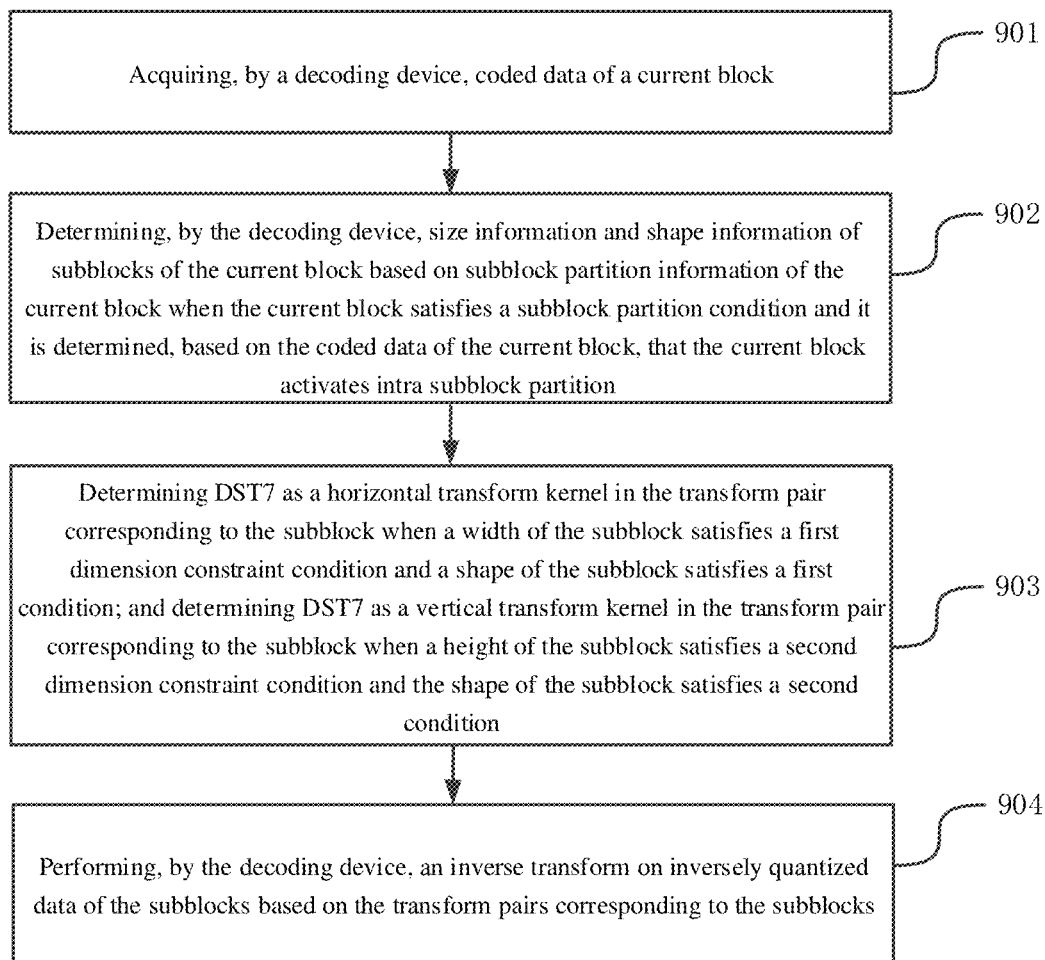 Acquiring, by a decoding device, coded data of a current block
901
Determining, by the decoding device, size information and shape information of
subblocks of the current block based on subblock partition information of the
current block when the current block satisfies a subblock partition condition and it
is determined, based on the coded data of the current block, that the current block
activates intra subblock partition
902
Determining DST7 as a horizontal transform kernel in the transform pair
corresponding to the subblock when a width of the subblock satisfies a first
dimension constraint condition and a shape of the subblock satisfies a first
condition; and determining DST7 as a vertical transform kernel in the transform pair
corresponding to the subblock when a height of the subblock satisfies a second
dimension constraint condition and the shape of the subblock satisfies a second
condition
903
Performing, by the decoding device, an inverse transform on inversely quantized
data of the subblocks based on the transform pairs corresponding to the subblocks
904